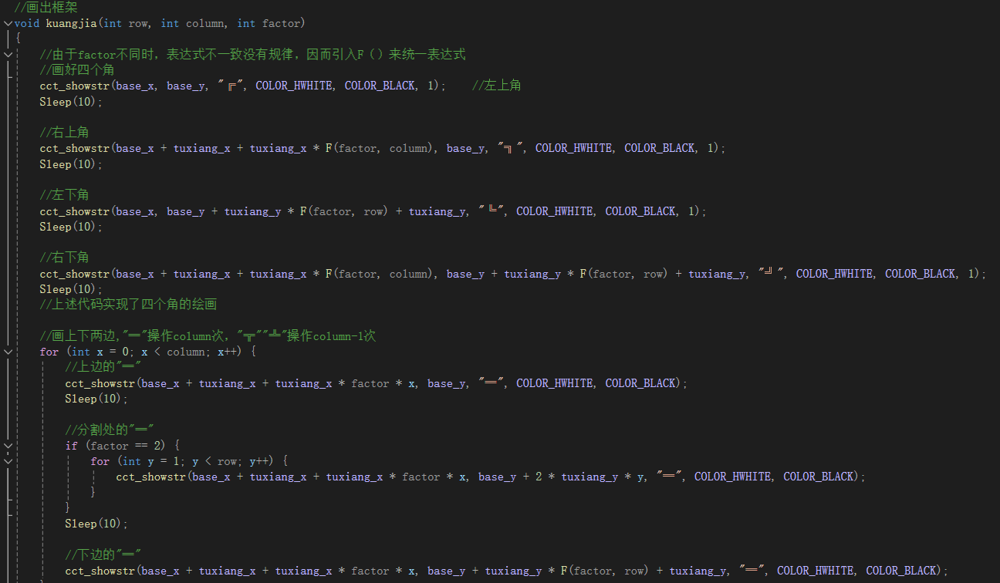 //画出框架
void kuangjia(int row, int column, int factor)
{
//由于factor不同时，表达式不一致没有规律，因而引入F（）来统一表达式
//画好四个角
cct_showstr(base_x, base_y, "╔", COLOR_HWHITE, COLOR_BLACK, 1);    //左上角
Sleep(10);
//右上角
cct_showstr(base_x + tuxiang_x + tuxiang_x * F(factor, column), base_y, "╗", COLOR_HWHITE, COLOR_BLACK, 1);
Sleep(10);
//左下角
cct_showstr(base_x, base_y + tuxiang_y * F(factor, row) + tuxiang_y, "╚", COLOR_HWHITE, COLOR_BLACK, 1);
Sleep(10);
//右下角
cct_showstr(base_x + tuxiang_x + tuxiang_x * F(factor, column), base_y + tuxiang_y * F(factor, row) + tuxiang_y, "╝", COLOR_HWHITE, COLOR_BLACK, 1);
Sleep(10);
//上述代码实现了四个角的绘画
//画上下两边,"═"操作column次，"╦""╩"操作column-1次
for (int x = 0; x < column; x++) {
//上边的"═"
cct_showstr(base_x + tuxiang_x + tuxiang_x * factor * x, base_y, "═", COLOR_HWHITE, COLOR_BLACK);
Sleep(10);
//分割处的"═"
if (factor == 2) {
for (int y = 1; y < row; y++) {
cct_showstr(base_x + tuxiang_x + tuxiang_x * factor * x, base_y + 2 * tuxiang_y * y, "═", COLOR_HWHITE, COLOR_BLACK);
}
}
Sleep(10);
//下边的"═"
cct_showstr(base_x + tuxiang_x + tuxiang_x * factor * x, base_y + tuxiang_y * F(factor, row) + tuxiang_y, "═", COLOR_HWHITE, COLOR_BLACK);